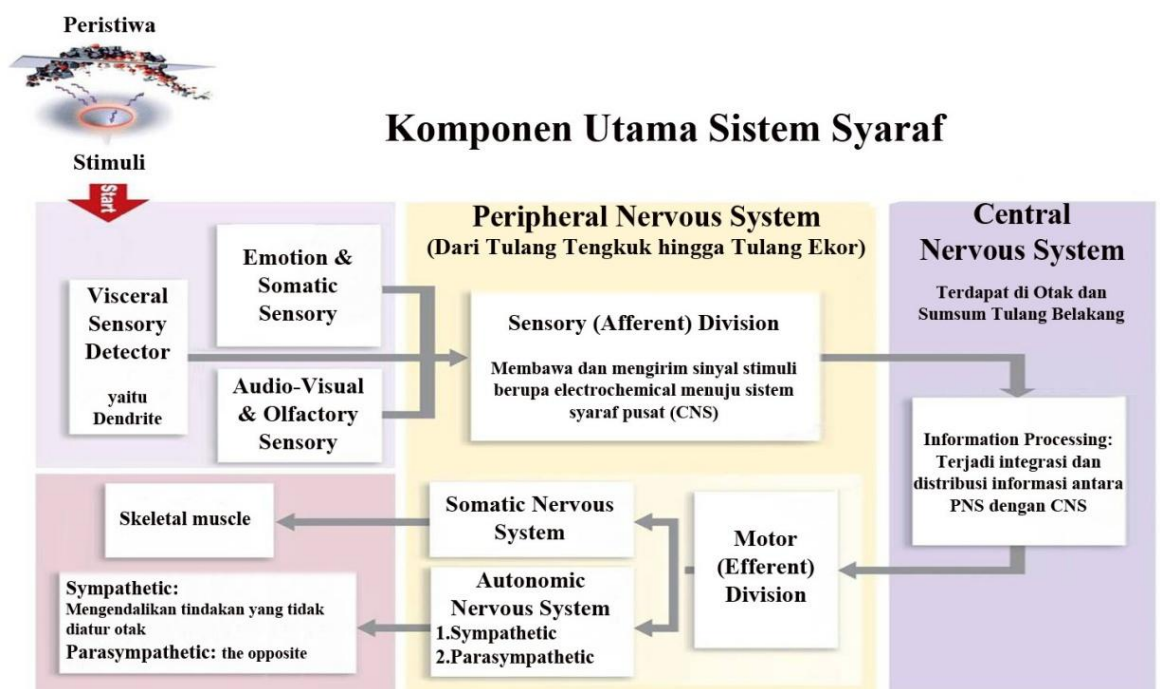 Peristiwa
Stimuli
Start
Komponen Utama Sistem Syaraf
Visceral
Sensory
Detector
yaitu
Dendrite
Emotion &
Somatic
Sensory
Audio-Visual
& Olfactory
Sensory
Peripheral Nervous System
(Dari Tulang Tengkuk hingga Tulang Ekor)
Sensory (Afferent) Division
Membawa dan mengirim sinyal stimuli
berupa electrochemical menuju sistem
syaraf pusat (CNS)
Central
Nervous System
Terdapat di Otak dan
Sumsum Tulang Belakang
Information Processing:
Terjadi integrasi dan
distribusi informasi antara
PNS dengan CNS
Motor
(Efferent)
Division
Somatic Nervous
System
Autonomic
Nervous System
1.Sympathetic
2.Parasympathetic
Skeletal muscle
Sympathetic:
Mengendalikan tindakan yang tidak
diatur otak
Parasympathetic: the opposite